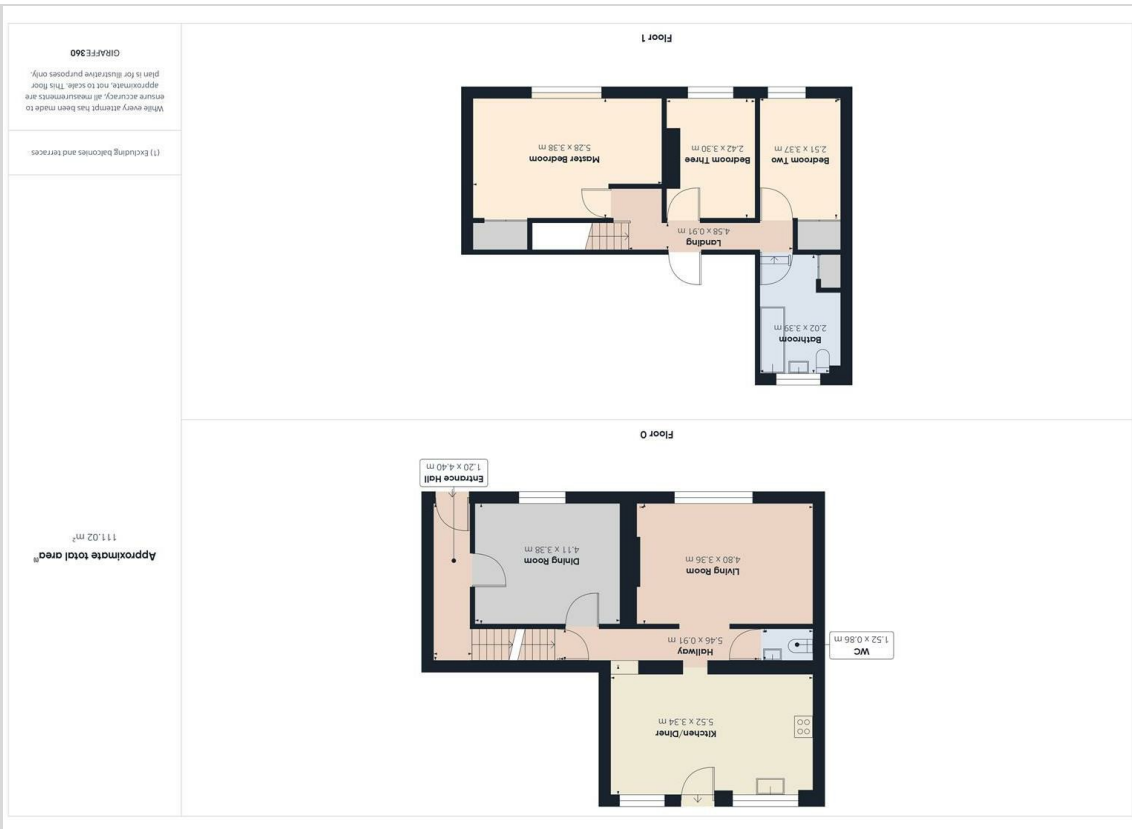 Kitchen/Diner
5.52 x 3.34 m
WC
1.52 x 0.86 m
Hallway
5.46 x 0.91 m
Living Room
4.80 x 3.36 m
Dining Room
4.11 x 3.38 m
Entrance Hall
1.20 x 4.40 m
Floor 0
Bathroom
2.02 x 3.39 m
Landing
4.58 x 0.91 m
Bedroom Two
2.51 x 3.37 m
Bedroom Three
2.42 x 3.30 m
Master Bedroom
5.28 x 3.38 m
Floor 1
Approximate total area⁽¹⁾
111.02 m²
(1) Excluding balconies and terraces
While every attempt has been made to
ensure accuracy, all measurements are
approximate, not to scale. This floor
plan is for illustrative purposes only.
GIRAFFE360